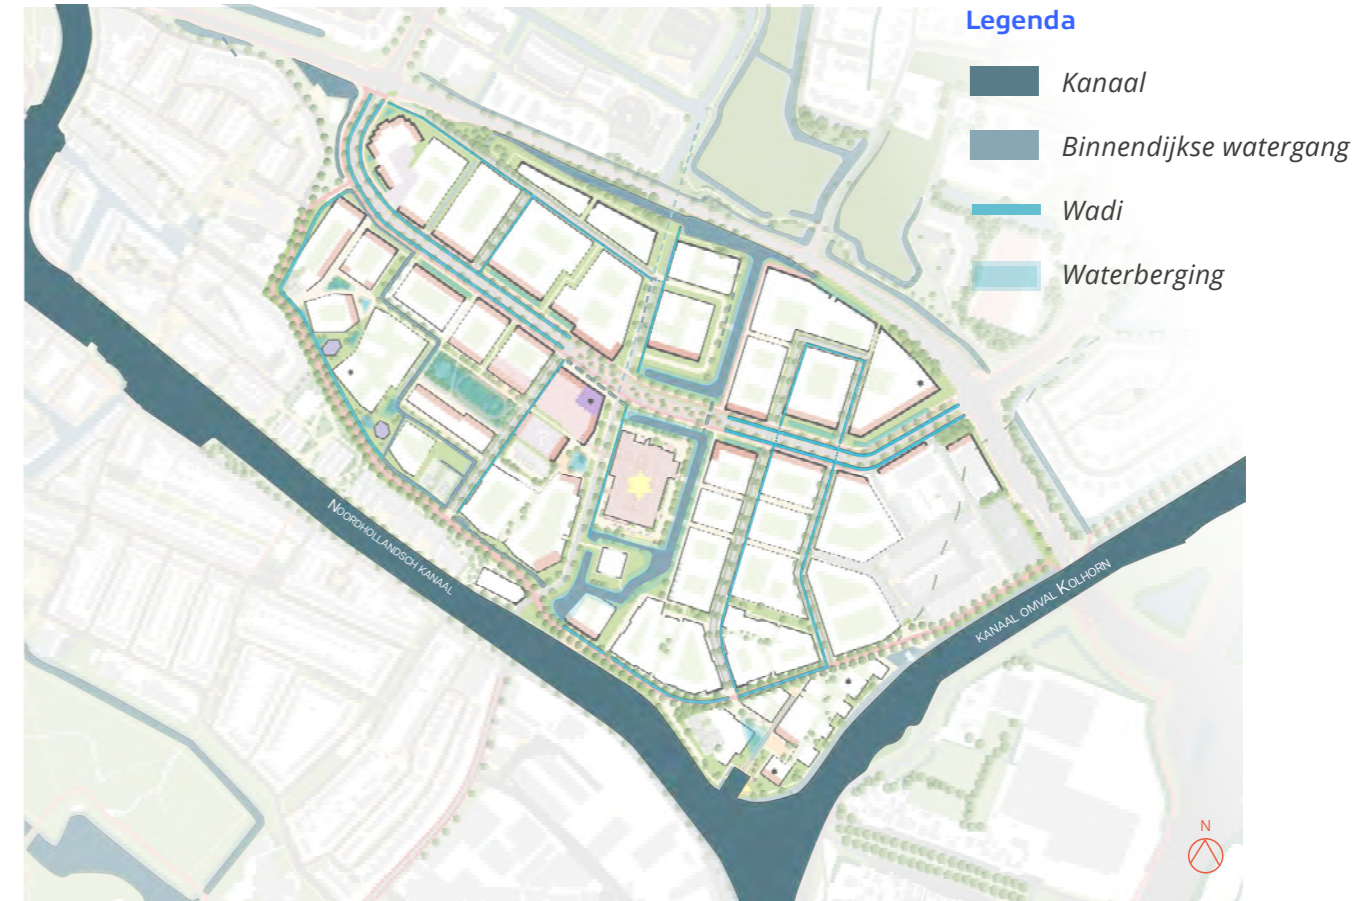 Legenda
Kanaal
Binnendijkse watergang
Wadi
Waterberging
NOORDHOLLANDSCH KANAAL
KANAAL OMVAL KOLHORN
N